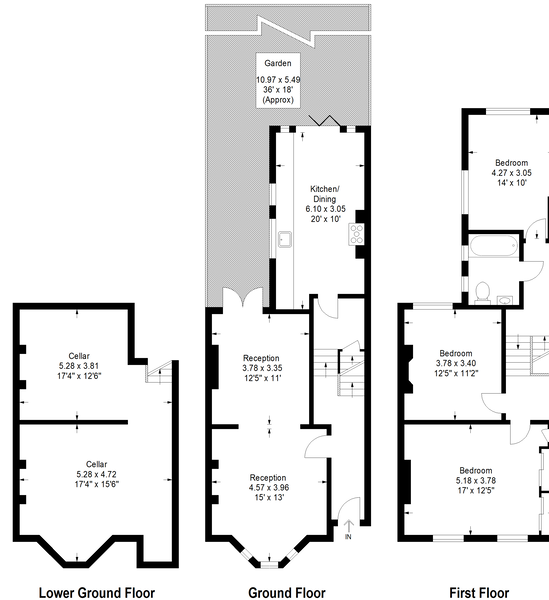 Garden
10.97 x 5.49
36' x 18'
(Approx)
Kitchen/
Dining
6.10 x 3.05
20' x 10'
Bedroom
4.27 x 3.05
14' x 10'
Cellar
5.28 x 3.81
17'4" x 12'6"
Reception
3.78 x 3.35
12'5" x 11'
Bedroom
3.78 x 3.40
12'5" x 11'2"
Cellar
5.28 x 4.72
17'4" x 15'6"
Reception
4.57 x 3.96
15' x 13'
Bedroom
5.18 x 3.78
17' x 12'5"
IN
Lower Ground Floor
Ground Floor
First Floor